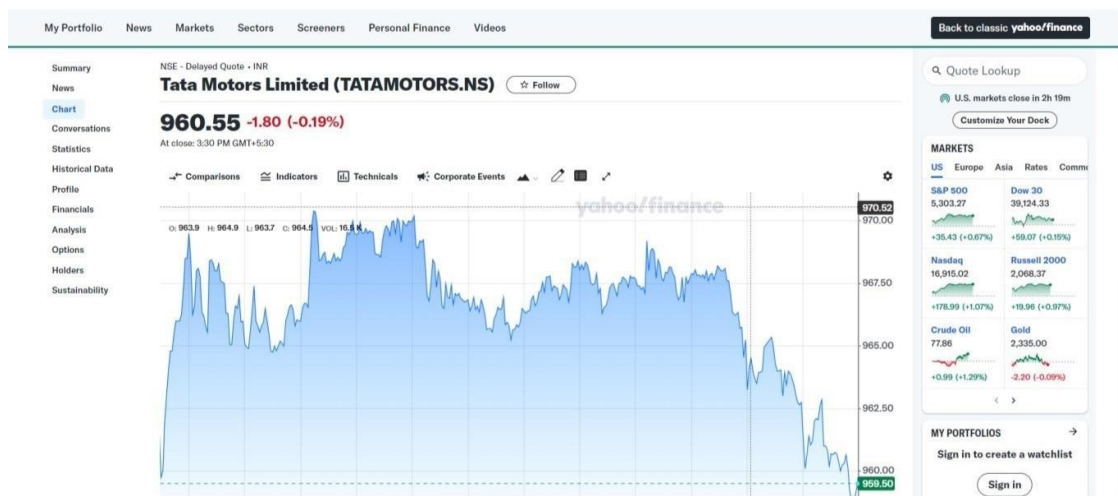 My Portfolio News Markets Sectors Screeners Personal Finance Videos
Back to classic yahoo!finance
Summary
News
Chart
Conversations
Statistics
Historical Data
Profile
Financials
Analysis
Options
Holders
Sustainability
NSE - Delayed Quote • INR
Tata Motors Limited (TATAMOTORS.NS)
☆ Follow
960.55 -1.80 (-0.19%)
At close: 3:30 PM GMT+5:30
Comparisons Indicators Technicals Corporate Events
yahoo!finance
O: 963.9 H: 964.9 L: 963.7 C: 964.5 VOL: 16.5 K
970.52
970.00
967.50
965.00
962.50
960.00
959.50
Quote Lookup
U.S. markets close in 2h 19m
Customize Your Dock
MARKETS
US Europe Asia Rates Comme
S&P 500 Dow 30
5,303.27 39,124.33
+35.43 (+0.67%) +59.07 (+0.15%)
Nasdaq Russell 2000
16,915.02 2,068.37
+178.99 (+1.07%) +19.96 (+0.97%)
Crude Oil Gold
77.86 2,335.00
+0.99 (+1.29%) -2.20 (-0.09%)
MY PORTFOLIOS
Sign in to create a watchlist
Sign in